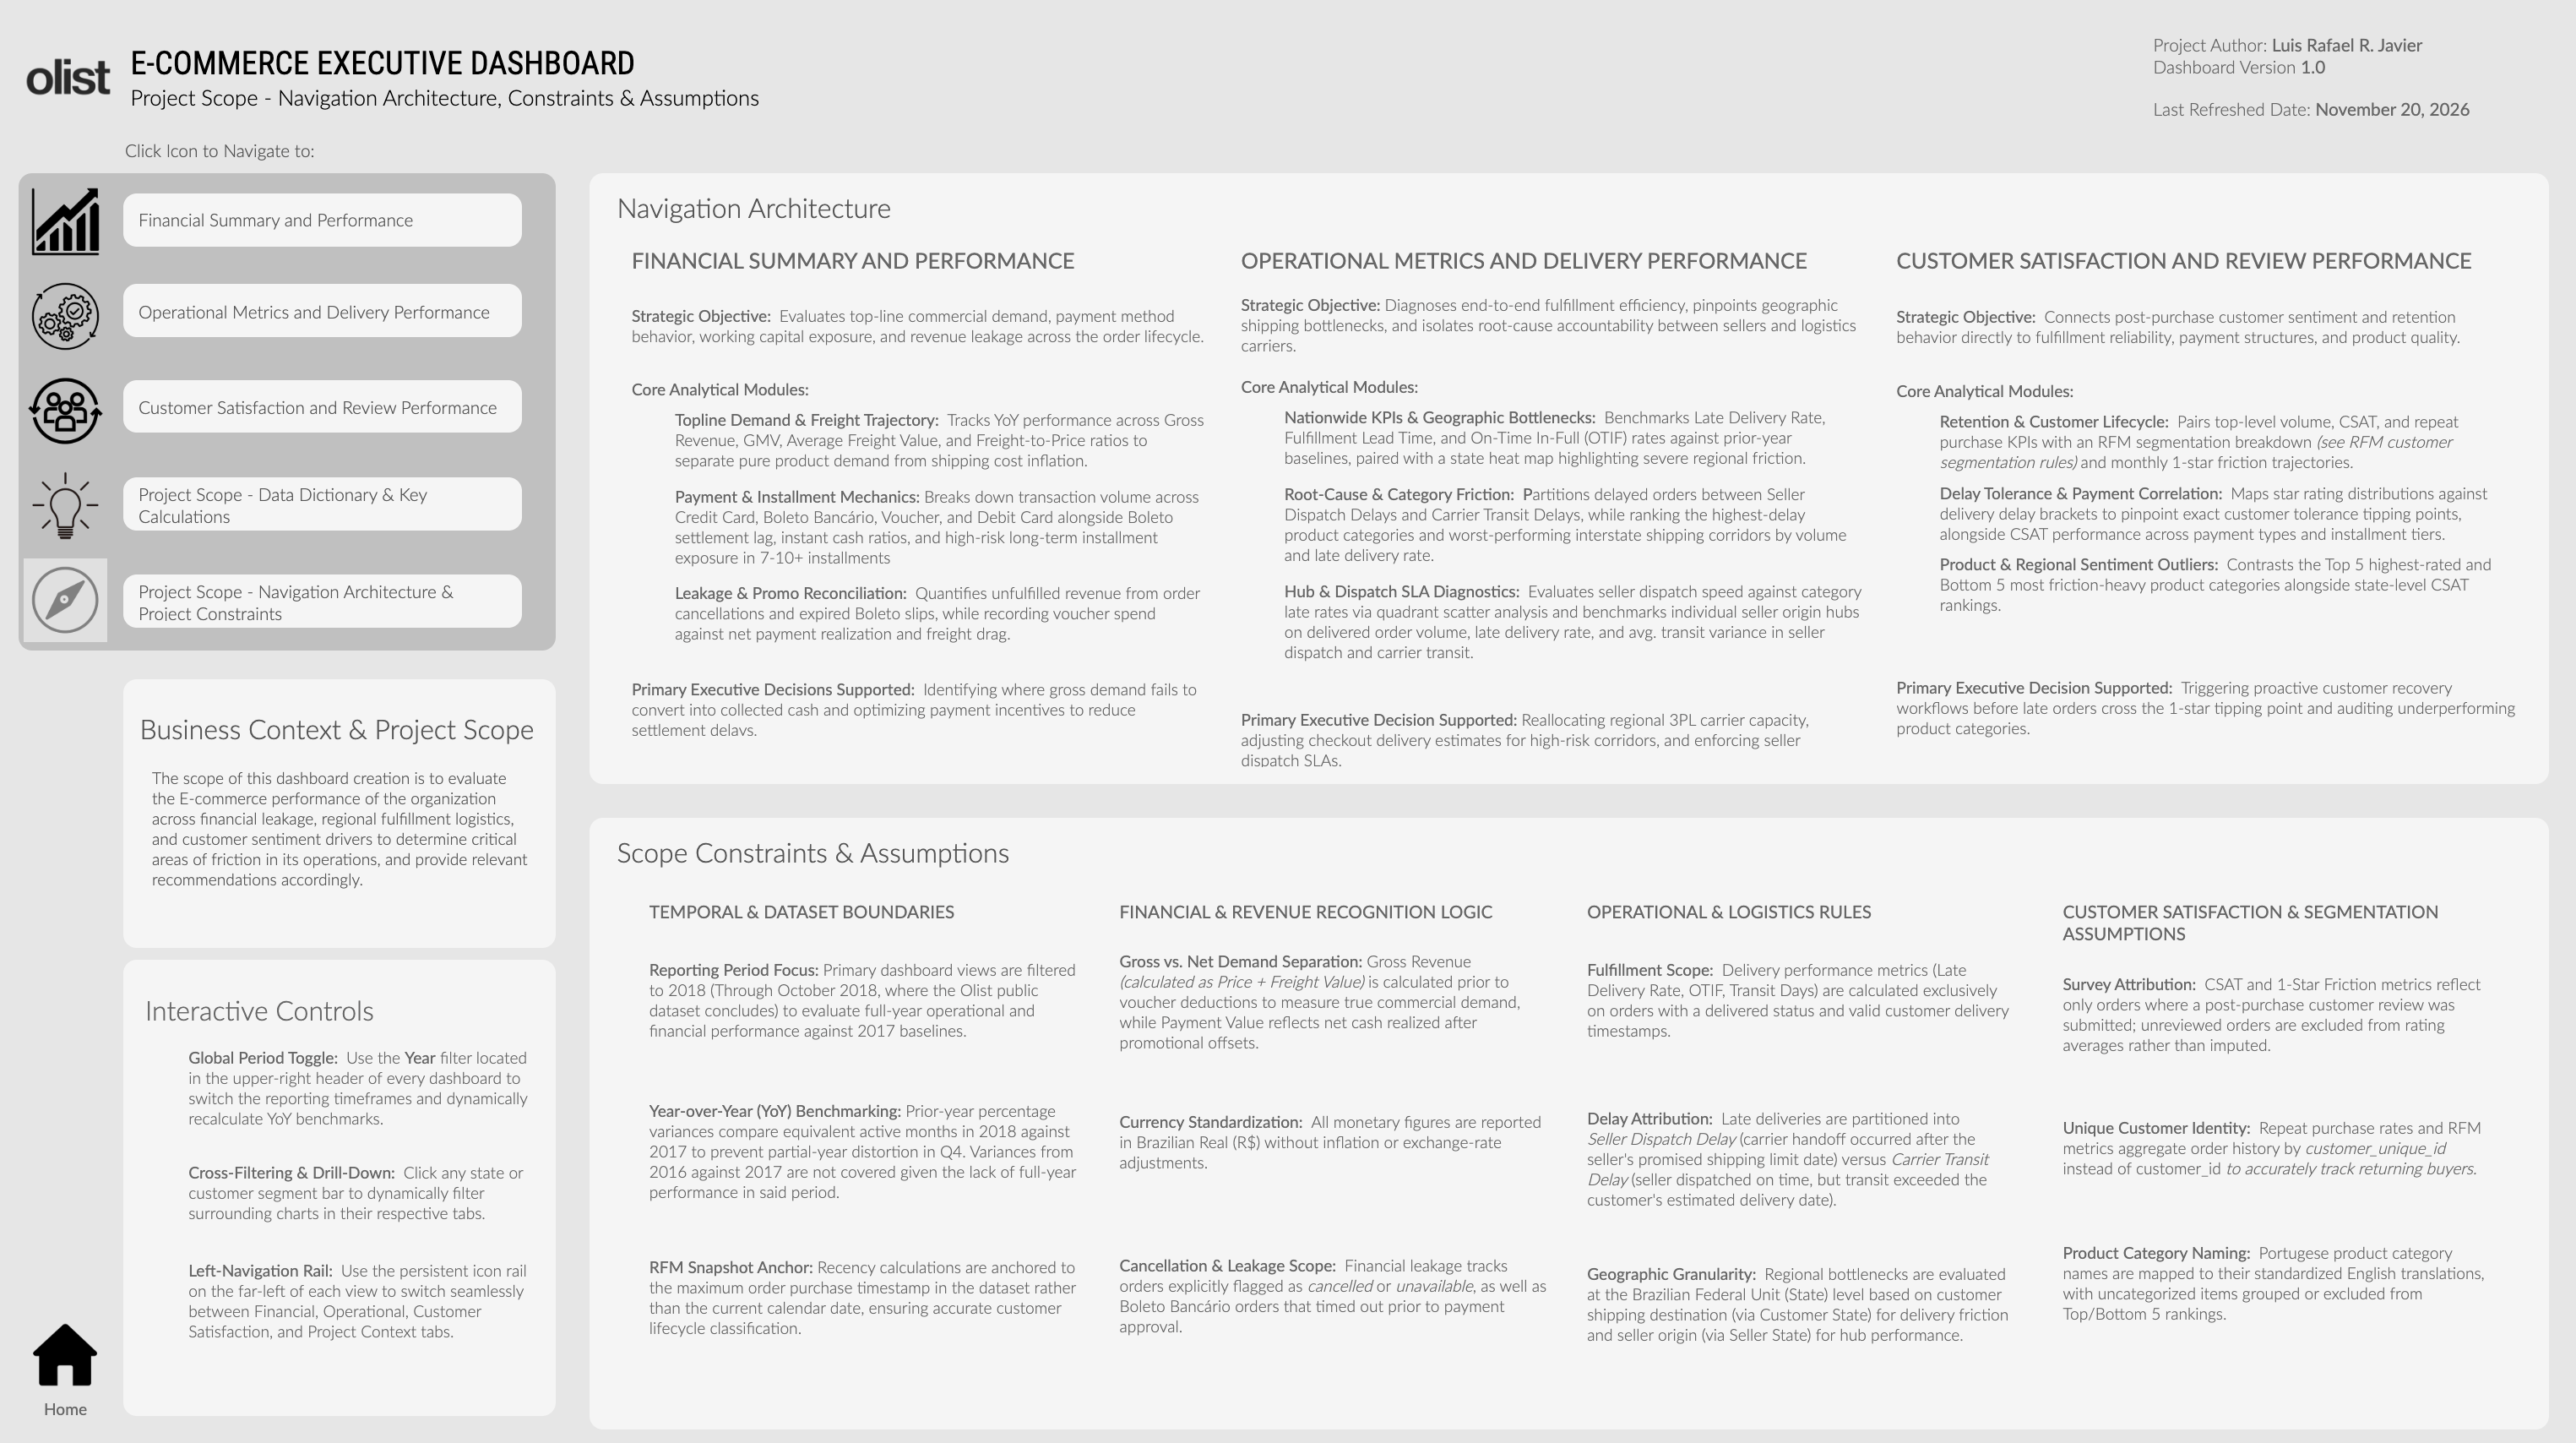 olist
E-COMMERCE EXECUTIVE DASHBOARD
Project Scope - Navigation Architecture, Constraints & Assumptions
Project Author: Luis Rafael R. Javier
Dashboard Version 1.0
Last Refreshed Date: November 20, 2026
Click Icon to Navigate to:
Financial Summary and Performance
Operational Metrics and Delivery Performance
Customer Satisfaction and Review Performance
Project Scope - Data Dictionary & Key
Calculations
Project Scope - Navigation Architecture &
Project Constraints
Business Context & Project Scope
The scope of this dashboard creation is to evaluate
the E-commerce performance of the organization
across financial leakage, regional fulfillment logistics,
and customer sentiment drivers to determine critical
areas of friction in its operations, and provide relevant
recommendations accordingly.
Interactive Controls
Global Period Toggle: Use the Year filter located
in the upper-right header of every dashboard to
switch the reporting timeframes and dynamically
recalculate YoY benchmarks.
Cross-Filtering & Drill-Down: Click any state or
customer segment bar to dynamically filter
surrounding charts in their respective tabs.
Left-Navigation Rail: Use the persistent icon rail
on the far-left of each view to switch seamlessly
between Financial, Operational, Customer
Satisfaction, and Project Context tabs.
Home
Navigation Architecture
FINANCIAL SUMMARY AND PERFORMANCE
Strategic Objective: Evaluates top-line commercial demand, payment method
behavior, working capital exposure, and revenue leakage across the order lifecycle.
Core Analytical Modules:
Topline Demand & Freight Trajectory: Tracks YoY performance across Gross
Revenue, GMV, Average Freight Value, and Freight-to-Price ratios to
separate pure product demand from shipping cost inflation.
Payment & Installment Mechanics: Breaks down transaction volume across
Credit Card, Boleto Bancário, Voucher, and Debit Card alongside Boleto
settlement lag, instant cash ratios, and high-risk long-term installment
exposure in 7-10+ installments
Leakage & Promo Reconciliation: Quantifies unfulfilled revenue from order
cancellations and expired Boleto slips, while recording voucher spend
against net payment realization and freight drag.
Primary Executive Decisions Supported: Identifying where gross demand fails to
convert into collected cash and optimizing payment incentives to reduce
settlement delays.
OPERATIONAL METRICS AND DELIVERY PERFORMANCE
Strategic Objective: Diagnoses end-to-end fulfillment efficiency, pinpoints geographic
shipping bottlenecks, and isolates root-cause accountability between sellers and logistics
carriers.
Core Analytical Modules:
Nationwide KPIs & Geographic Bottlenecks: Benchmarks Late Delivery Rate,
Fulfillment Lead Time, and On-Time In-Full (OTIF) rates against prior-year
baselines, paired with a state heat map highlighting severe regional friction.
Root-Cause & Category Friction: Partitions delayed orders between Seller
Dispatch Delays and Carrier Transit Delays, while ranking the highest-delay
product categories and worst-performing interstate shipping corridors by volume
and late delivery rate.
Hub & Dispatch SLA Diagnostics: Evaluates seller dispatch speed against category
late rates via quadrant scatter analysis and benchmarks individual seller origin hubs
on delivered order volume, late delivery rate, and avg. transit variance in seller
dispatch and carrier transit.
Primary Executive Decision Supported: Reallocating regional 3PL carrier capacity,
adjusting checkout delivery estimates for high-risk corridors, and enforcing seller
dispatch SLAs.
CUSTOMER SATISFACTION AND REVIEW PERFORMANCE
Strategic Objective: Connects post-purchase customer sentiment and retention
behavior directly to fulfillment reliability, payment structures, and product quality.
Core Analytical Modules:
Retention & Customer Lifecycle: Pairs top-level volume, CSAT, and repeat
purchase KPIs with an RFM segmentation breakdown (see RFM customer
segmentation rules) and monthly 1-star friction trajectories.
Delay Tolerance & Payment Correlation: Maps star rating distributions against
delivery delay brackets to pinpoint exact customer tolerance tipping points,
alongside CSAT performance across payment types and installment tiers.
Product & Regional Sentiment Outliers: Contrasts the Top 5 highest-rated and
Bottom 5 most friction-heavy product categories alongside state-level CSAT
rankings.
Primary Executive Decision Supported: Triggering proactive customer recovery
workflows before late orders cross the 1-star tipping point and auditing underperforming
product categories.
Scope Constraints & Assumptions
TEMPORAL & DATASET BOUNDARIES
Reporting Period Focus: Primary dashboard views are filtered
to 2018 (Through October 2018, where the Olist public
dataset concludes) to evaluate full-year operational and
financial performance against 2017 baselines.
Year-over-Year (YoY) Benchmarking: Prior-year percentage
variances compare equivalent active months in 2018 against
2017 to prevent partial-year distortion in Q4. Variances from
2016 against 2017 are not covered given the lack of full-year
performance in said period.
RFM Snapshot Anchor: Recency calculations are anchored to
the maximum order purchase timestamp in the dataset rather
than the current calendar date, ensuring accurate customer
lifecycle classification.
FINANCIAL & REVENUE RECOGNITION LOGIC
Gross vs. Net Demand Separation: Gross Revenue
(calculated as Price + Freight Value) is calculated prior to
voucher deductions to measure true commercial demand,
while Payment Value reflects net cash realized after
promotional offsets.
Currency Standardization: All monetary figures are reported
in Brazilian Real (R$) without inflation or exchange-rate
adjustments.
Cancellation & Leakage Scope: Financial leakage tracks
orders explicitly flagged as cancelled or unavailable, as well as
Boleto Bancário orders that timed out prior to payment
approval.
OPERATIONAL & LOGISTICS RULES
Fulfillment Scope: Delivery performance metrics (Late
Delivery Rate, OTIF, Transit Days) are calculated exclusively
on orders with a delivered status and valid customer delivery
timestamps.
Delay Attribution: Late deliveries are partitioned into
Seller Dispatch Delay (carrier handoff occurred after the
seller's promised shipping limit date) versus Carrier Transit
Delay (seller dispatched on time, but transit exceeded the
customer's estimated delivery date).
Geographic Granularity: Regional bottlenecks are evaluated
at the Brazilian Federal Unit (State) level based on customer
shipping destination (via Customer State) for delivery friction
and seller origin (via Seller State) for hub performance.
CUSTOMER SATISFACTION & SEGMENTATION
ASSUMPTIONS
Survey Attribution: CSAT and 1-Star Friction metrics reflect
only orders where a post-purchase customer review was
submitted; unreviewed orders are excluded from rating
averages rather than imputed.
Unique Customer Identity: Repeat purchase rates and RFM
metrics aggregate order history by customer_unique_id
instead of customer_id to accurately track returning buyers.
Product Category Naming: Portugese product category
names are mapped to their standardized English translations,
with uncategorized items grouped or excluded from
Top/Bottom 5 rankings.